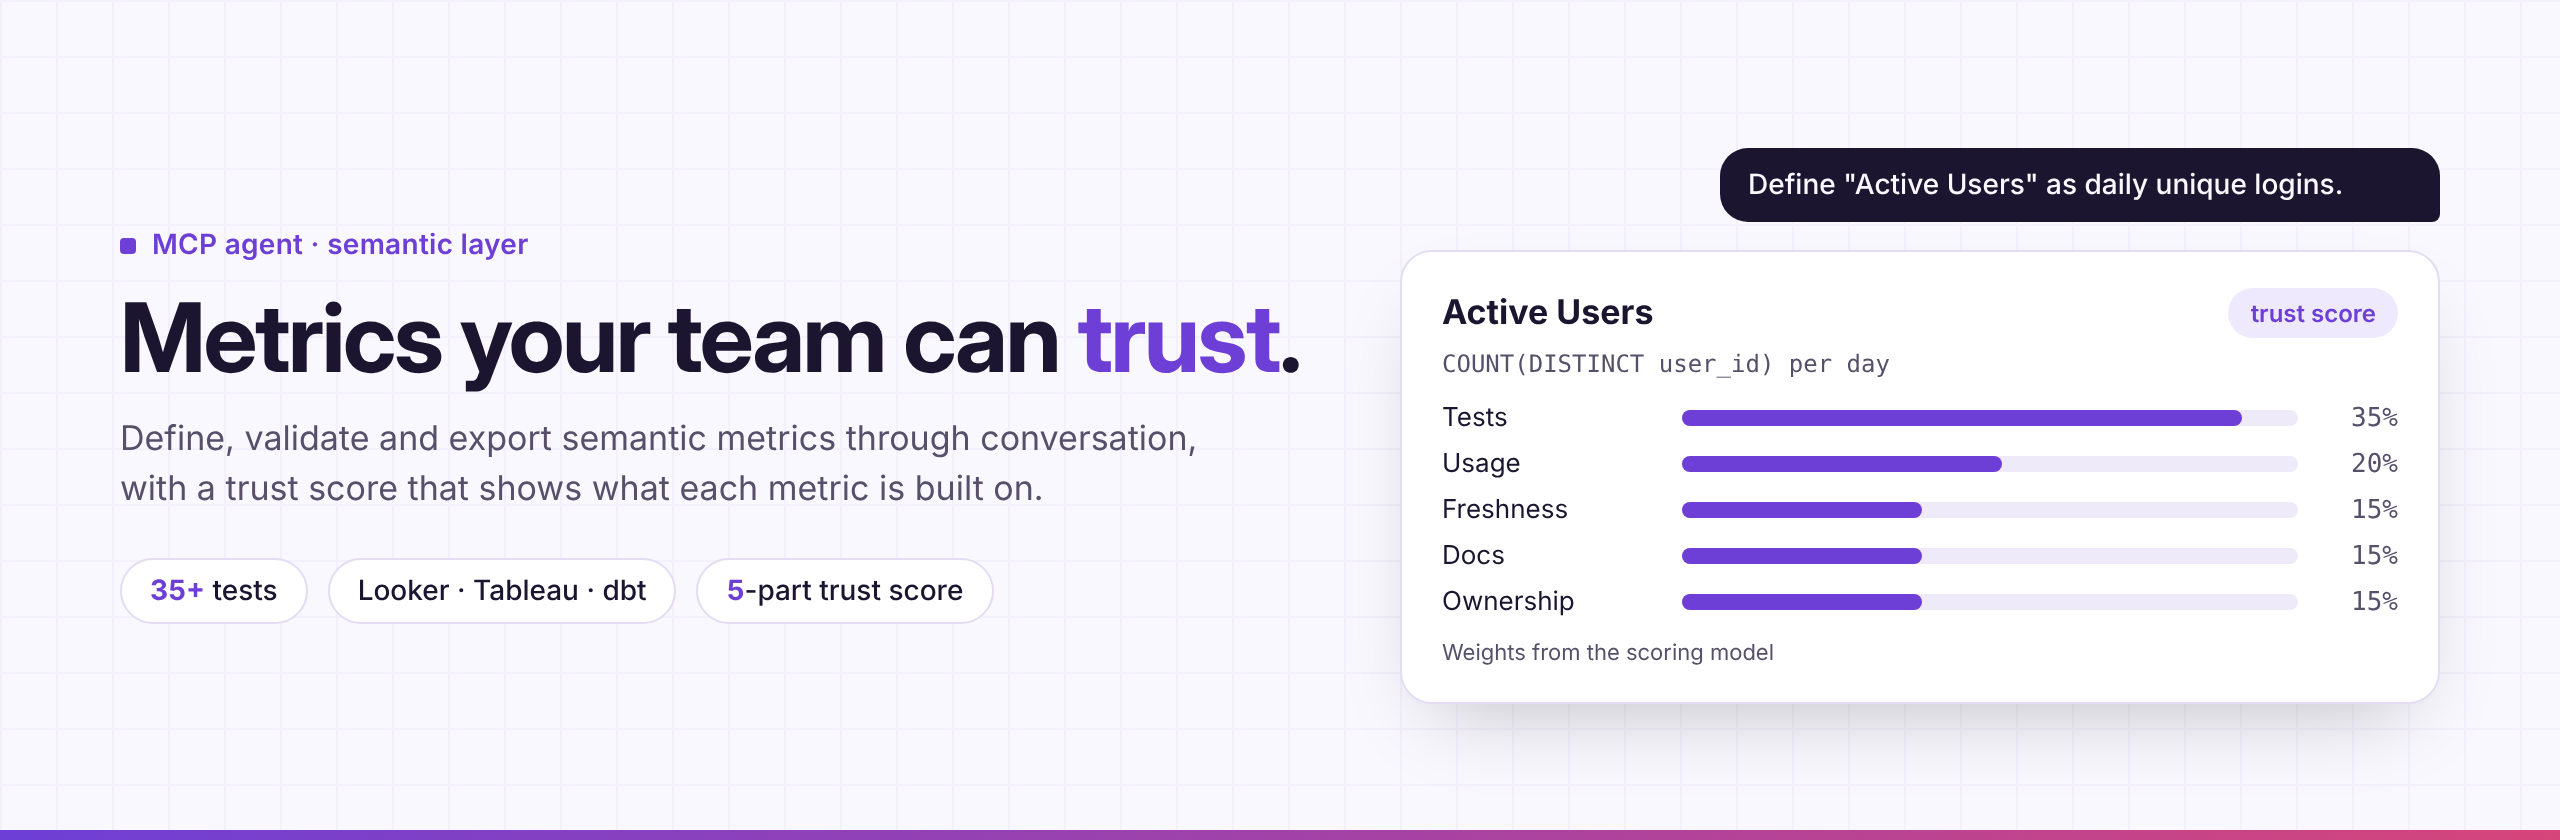 MCP agent · semantic layer
Metrics your team can trust.
Define, validate and export semantic metrics through conversation,
with a trust score that shows what each metric is built on.
35+ tests
Looker · Tableau · dbt
5-part trust score
Define "Active Users" as daily unique logins.
Active Users
trust score
COUNT(DISTINCT user_id) per day
Tests 35%
Usage 20%
Freshness 15%
Docs 15%
Ownership 15%
Weights from the scoring model